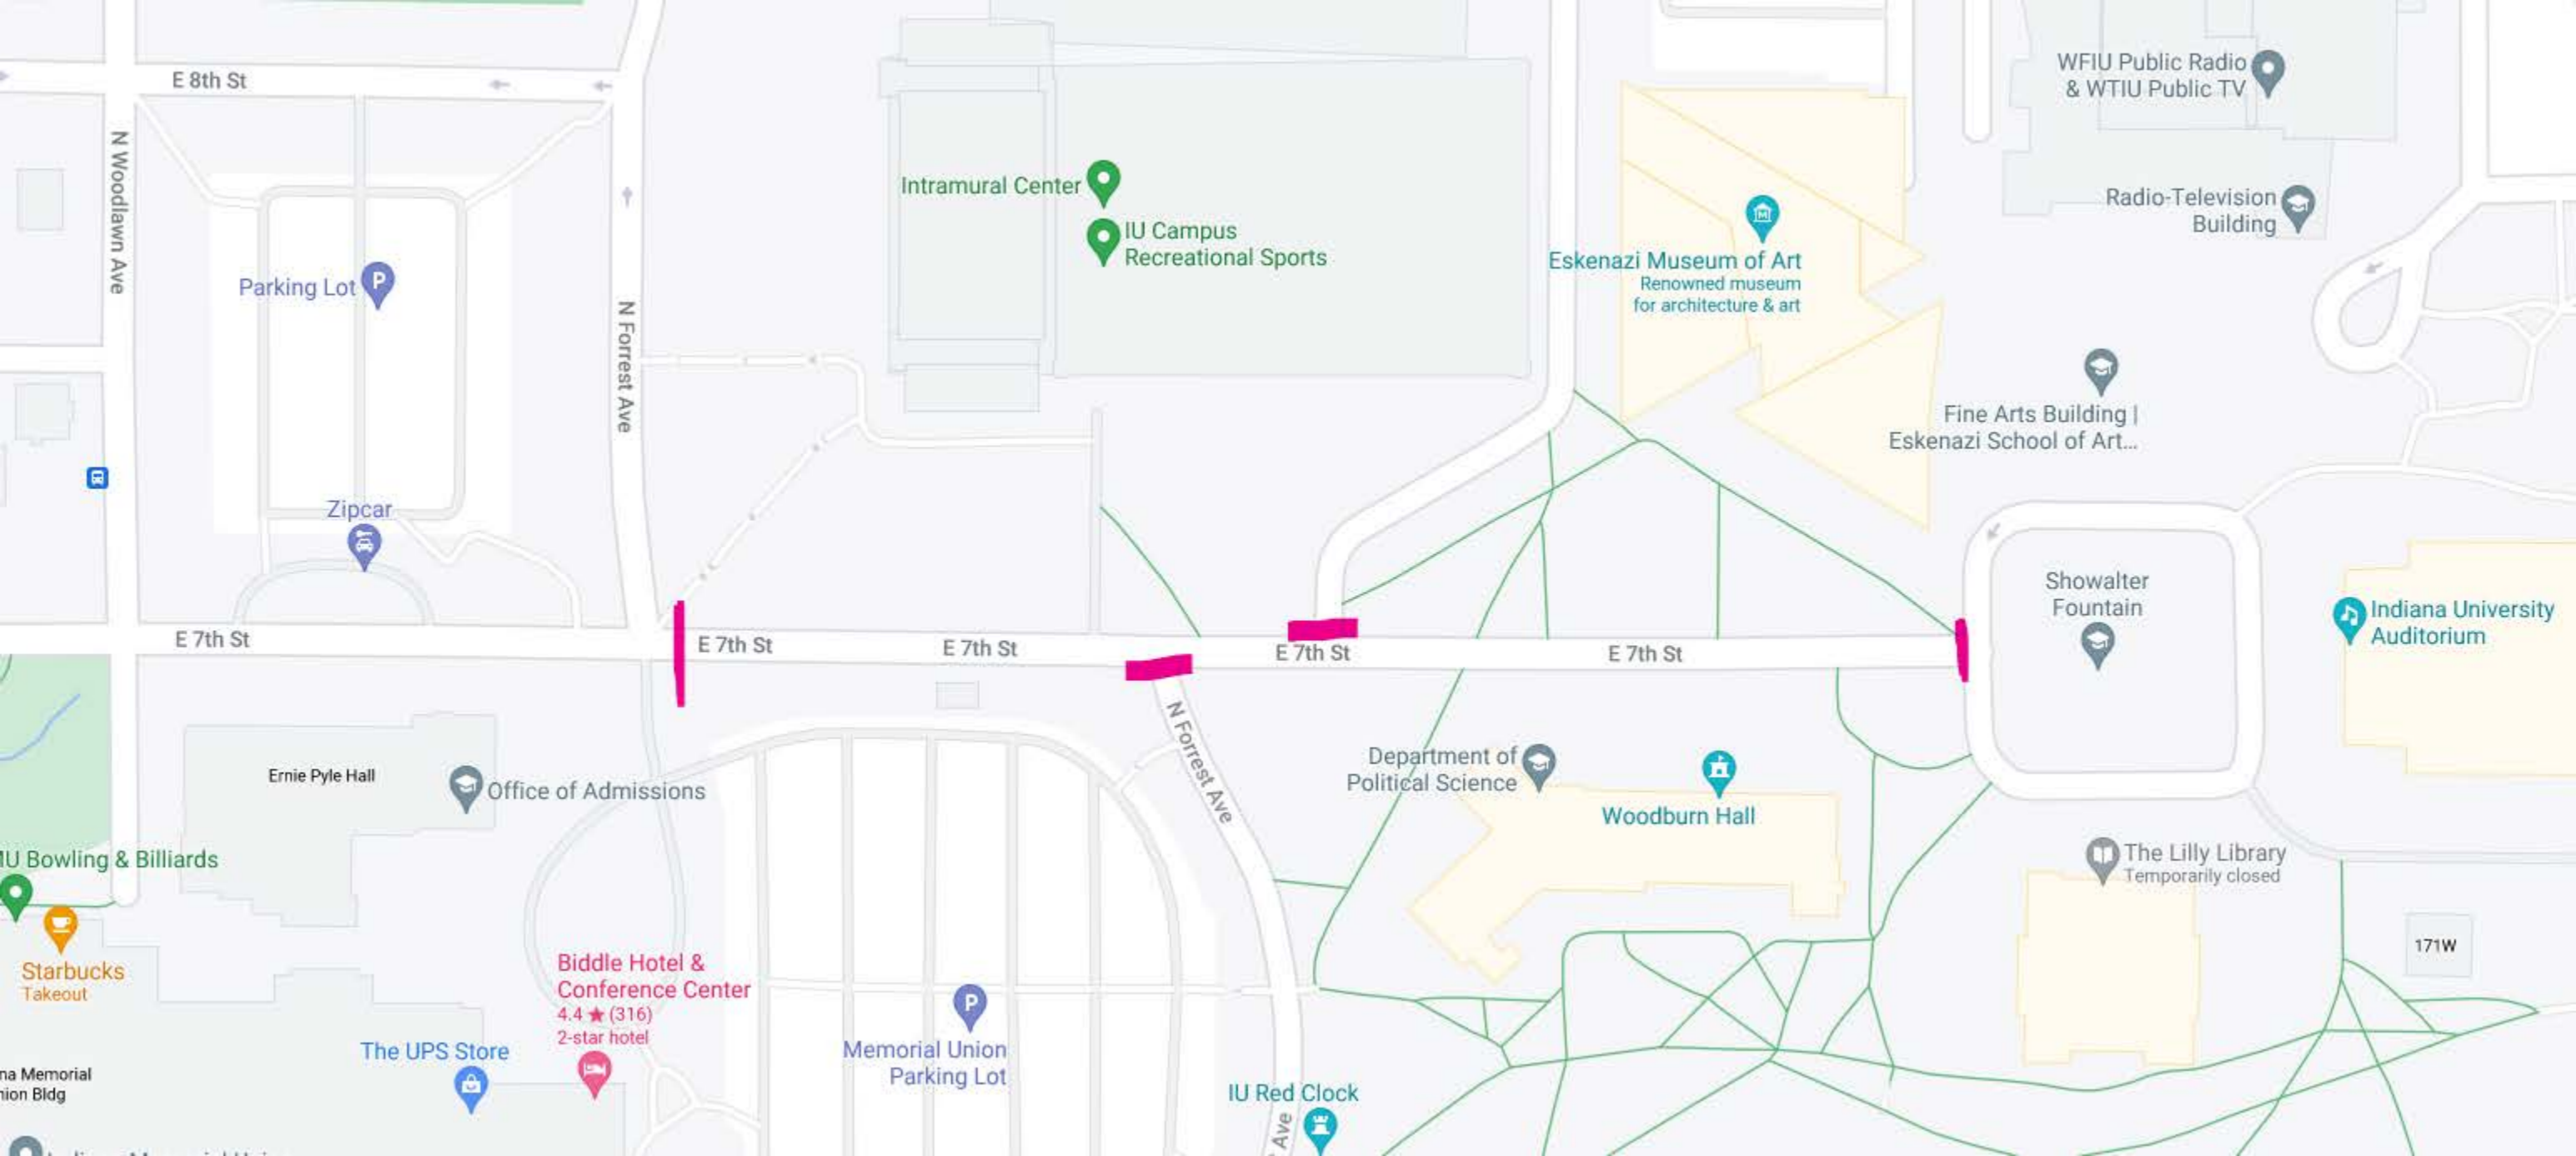 E 8th St
WFIU Public Radio
& WTIU Public TV
N Woodlawn Ave
Intramural Center
IU Campus
Recreational Sports
Radio-Television
Building
Parking Lot
P
Eskenazi Museum of Art
Renowned museum
for architecture & art
N Forrest Ave
Fine Arts Building |
Eskenazi School of Art...
Zipcar
Showalter
Fountain
Indiana University
Auditorium
E 7th St
E 7th St
E 7th St
E 7th St
E 7th St
N Forrest Ave
Department of
Political Science
Woodburn Hall
Ernie Pyle Hall
Office of Admissions
The Lilly Library
Temporarily closed
MU Bowling & Billiards
171W
Starbucks
Takeout
Biddle Hotel &
Conference Center
4.4 ★ (316)
2-star hotel
P
Memorial Union
Parking Lot
The UPS Store
na Memorial
nion Bldg
IU Red Clock
Ave